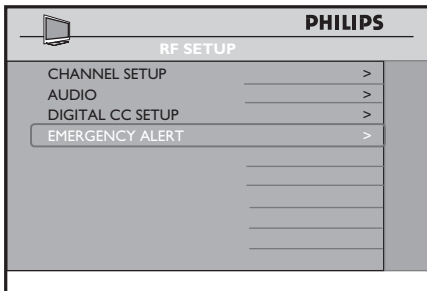 PHILIPS
RF SETUP
CHANNEL SETUP >
AUDIO >
DIGITAL CC SETUP >
EMERGENCY ALERT >